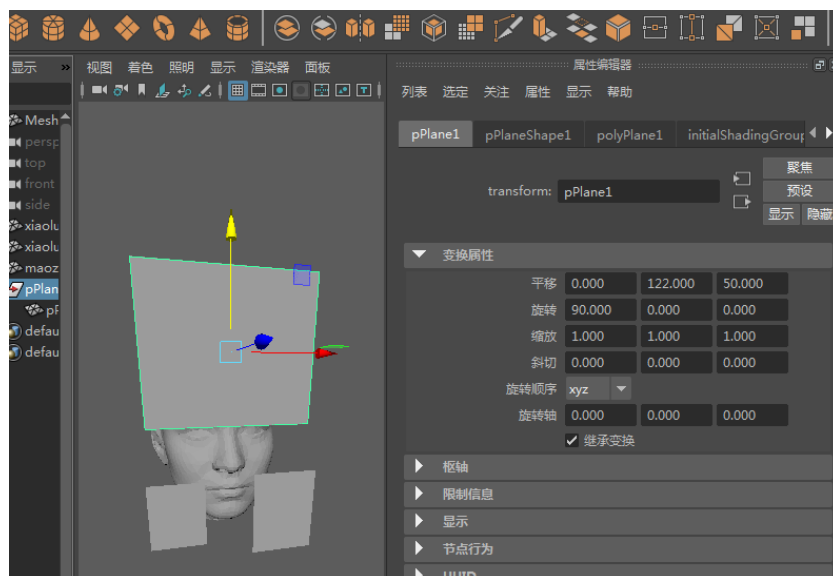 显示 »
视图 着色 照明 显示 渲染器 面板
属性编辑器
列表 选定 关注 属性 显示 帮助
Mesh
persp
top
front
side
xiaolu
xiaolu
maoz
pPlan
pP
defau
defau
pPlane1 pPlaneShape1 polyPlane1 initialShadingGroup
聚焦
transform: pPlane1
预设
显示 隐藏
变换属性
平移 0.000 122.000 50.000
旋转 90.000 0.000 0.000
缩放 1.000 1.000 1.000
斜切 0.000 0.000 0.000
旋转顺序 xyz
旋转轴 0.000 0.000 0.000
继承变换
枢轴
限制信息
显示
节点行为
UUID